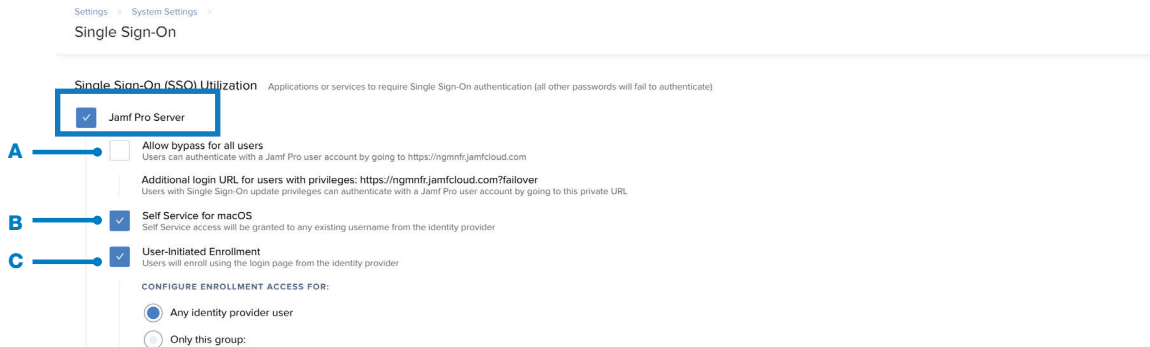 Settings > System Settings >
Single Sign-On
Single Sign-On (SSO) Utilization Applications or services to require Single Sign-On authentication (all other passwords will fail to authenticate)
Jamf Pro Server
A
Allow bypass for all users
Users can authenticate with a Jamf Pro user account by going to https://ngmnfr.jamfcloud.com
Additional login URL for users with privileges: https://ngmnfr.jamfcloud.com?failover
Users with Single Sign-On update privileges can authenticate with a Jamf Pro user account by going to this private URL
B
Self Service for macOS
Self Service access will be granted to any existing username from the identity provider
C
User-Initiated Enrollment
Users will enroll using the login page from the identity provider
CONFIGURE ENROLLMENT ACCESS FOR:
Any identity provider user
Only this group: